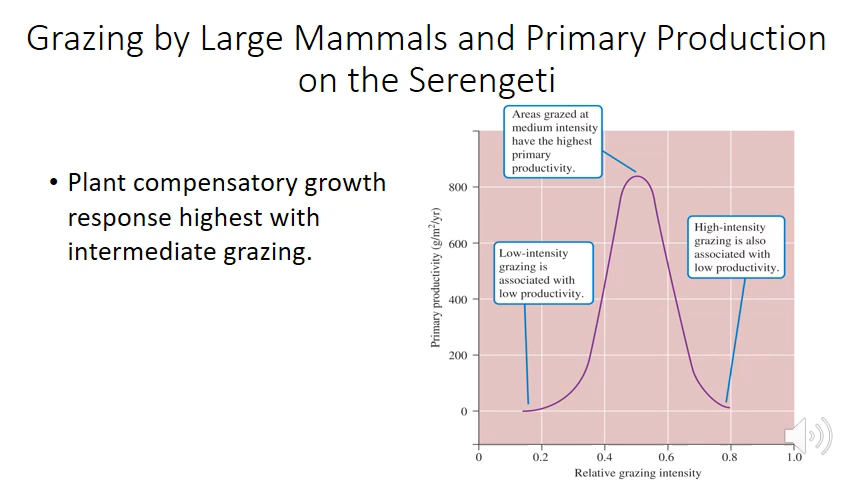 Grazing by Large Mammals and Primary Production
on the Serengeti
• Plant compensatory growth
response highest with
intermediate grazing.
Areas grazed at
medium intensity
have the highest
primary
productivity.
High-intensity
grazing is also
associated with
low productivity.
Low-intensity
grazing is
associated with
low productivity.
Primary productivity (g/m²/yr)
800
600
400
200
0
0 0.2 0.4 0.6 0.8 1.0
Relative grazing intensity